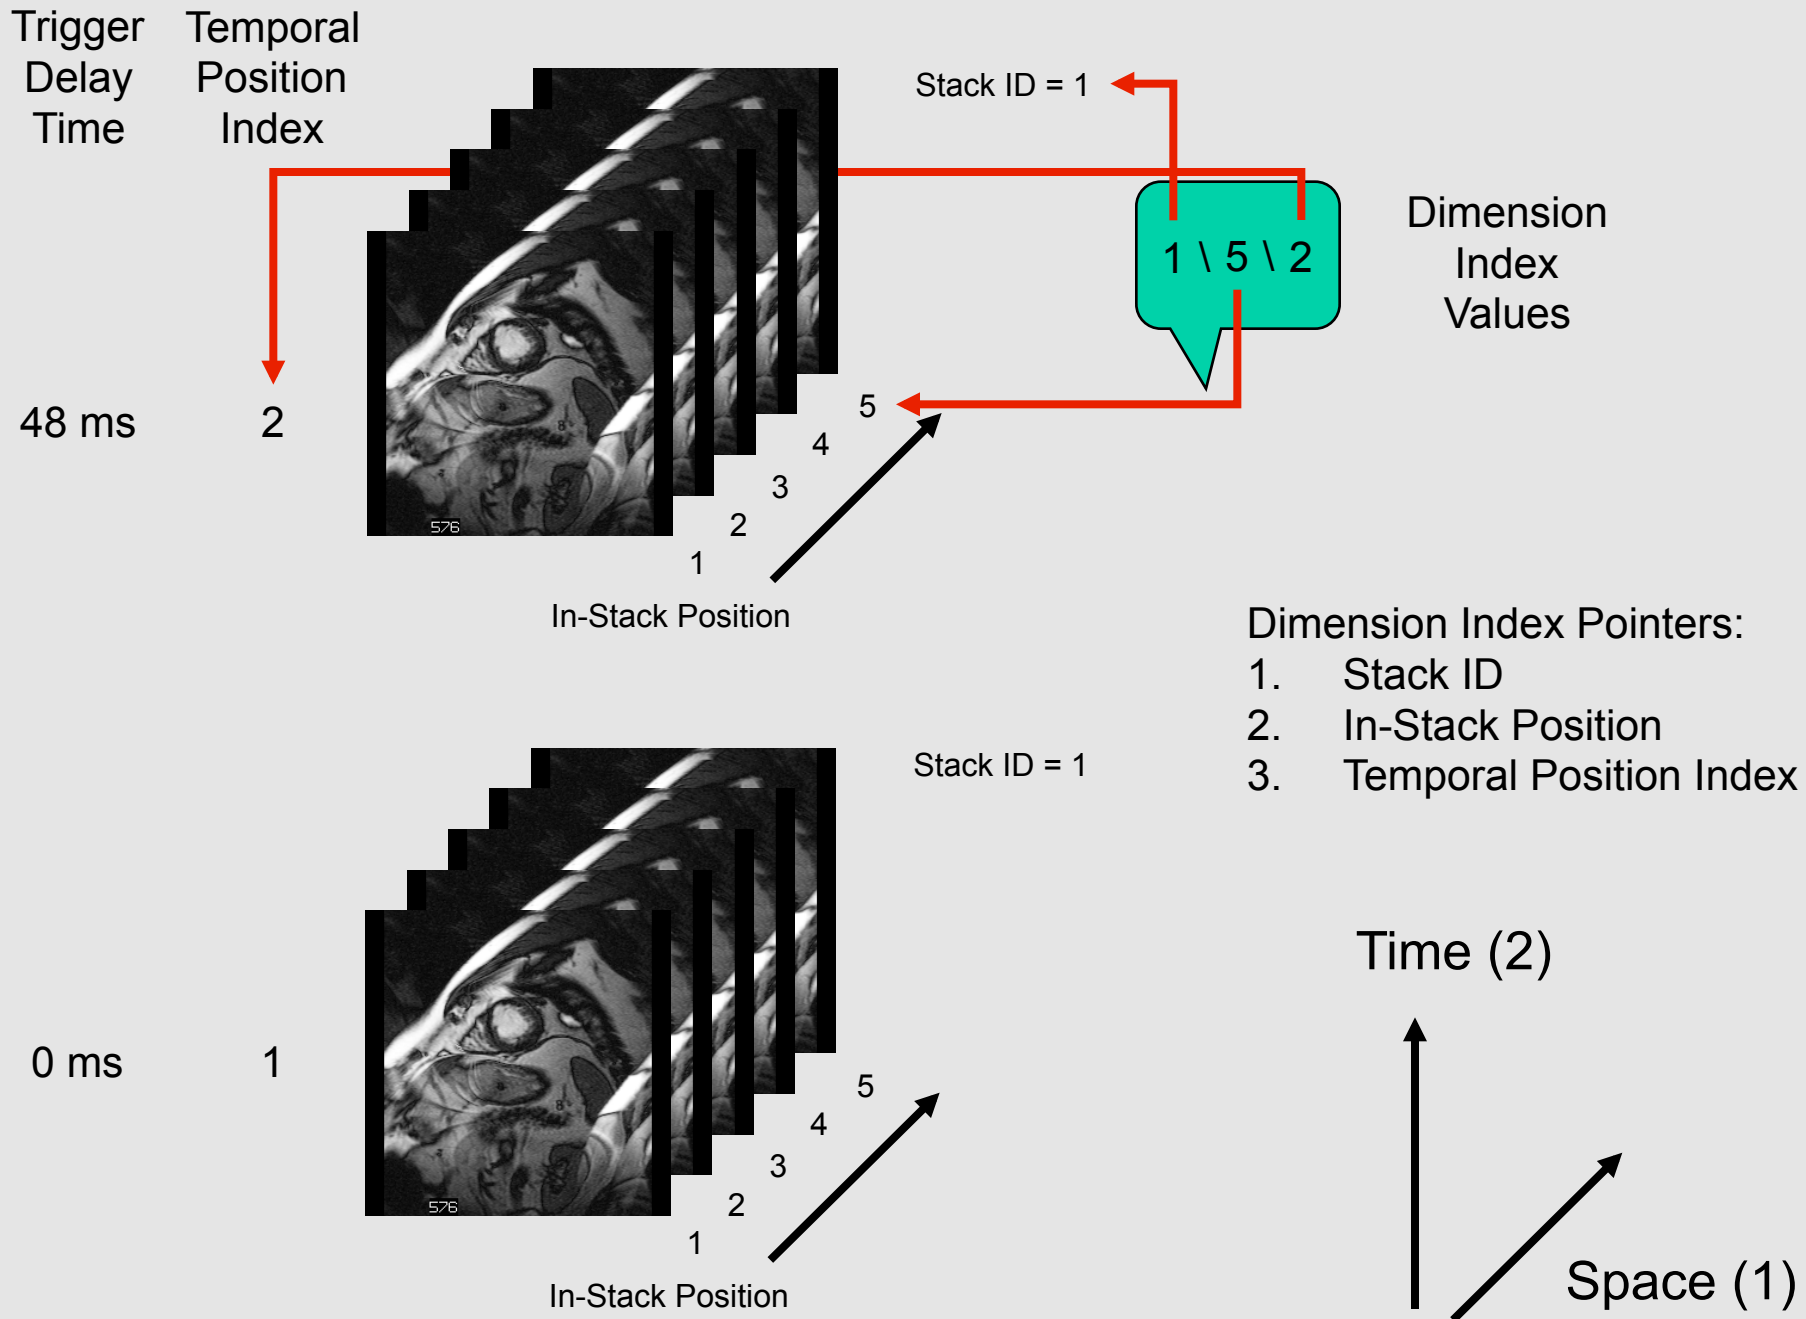 Trigger
Delay
Time
Temporal
Position
Index
Stack ID = 1
1 \ 5 \ 2
Dimension
Index
Values
48 ms
2
576
5
4
3
2
1
In-Stack Position
Dimension Index Pointers:
1. Stack ID
2. In-Stack Position
3. Temporal Position Index
Stack ID = 1
0 ms
1
576
5
4
3
2
1
In-Stack Position
Time (2)
Space (1)